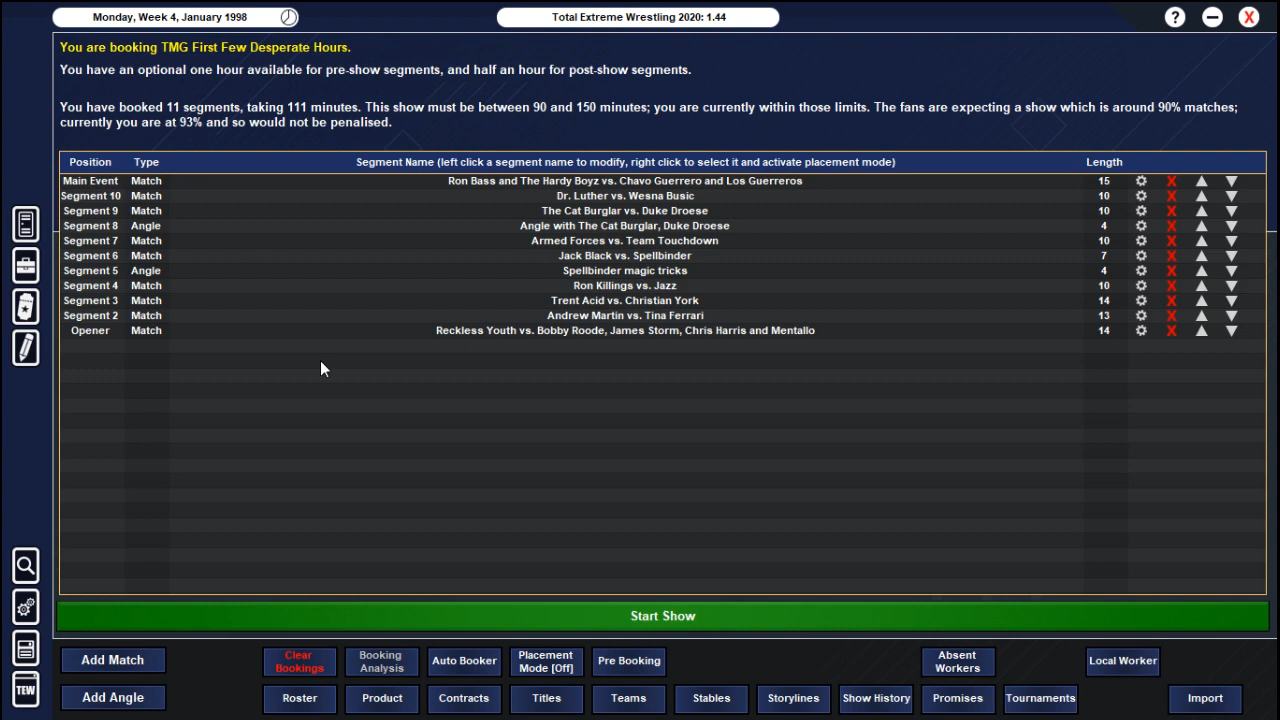 Monday, Week 4, January 1998
Total Extreme Wrestling 2020: 1.44
? X
You are booking TMG First Few Desperate Hours.
You have an optional one hour available for pre-show segments, and half an hour for post-show segments.
You have booked 11 segments, taking 111 minutes. This show must be between 90 and 150 minutes; you are currently within those limits. The fans are expecting a show which is around 90% matches;
currently you are at 93% and so would not be penalised.
Position Type Segment Name (left click a segment name to modify, right click to select it and activate placement mode) Length
Main Event Match Ron Bass and The Hardy Boyz vs. Chavo Guerrero and Los Guerreros 15 X
Segment 10 Match Dr. Luther vs. Wesna Busic 10 X
Segment 9 Match The Cat Burglar vs. Duke Droese 10 X
Segment 8 Angle Angle with The Cat Burglar, Duke Droese 4 X
Segment 7 Match Armed Forces vs. Team Touchdown 10 X
Segment 6 Match Jack Black vs. Spellbinder 7 X
Segment 5 Angle Spellbinder magic tricks 4 X
Segment 4 Match Ron Killings vs. Jazz 10 X
Segment 3 Match Trent Acid vs. Christian York 14 X
Segment 2 Match Andrew Martin vs. Tina Ferrari 13 X
Opener Match Reckless Youth vs. Bobby Roode, James Storm, Chris Harris and Mentallo 14 X
Start Show
TEW
Add Match Clear Bookings Booking Analysis Auto Booker Placement Mode [Off] Pre Booking Absent Workers Local Worker
Add Angle Roster Product Contracts Titles Teams Stables Storylines Show History Promises Tournaments Import